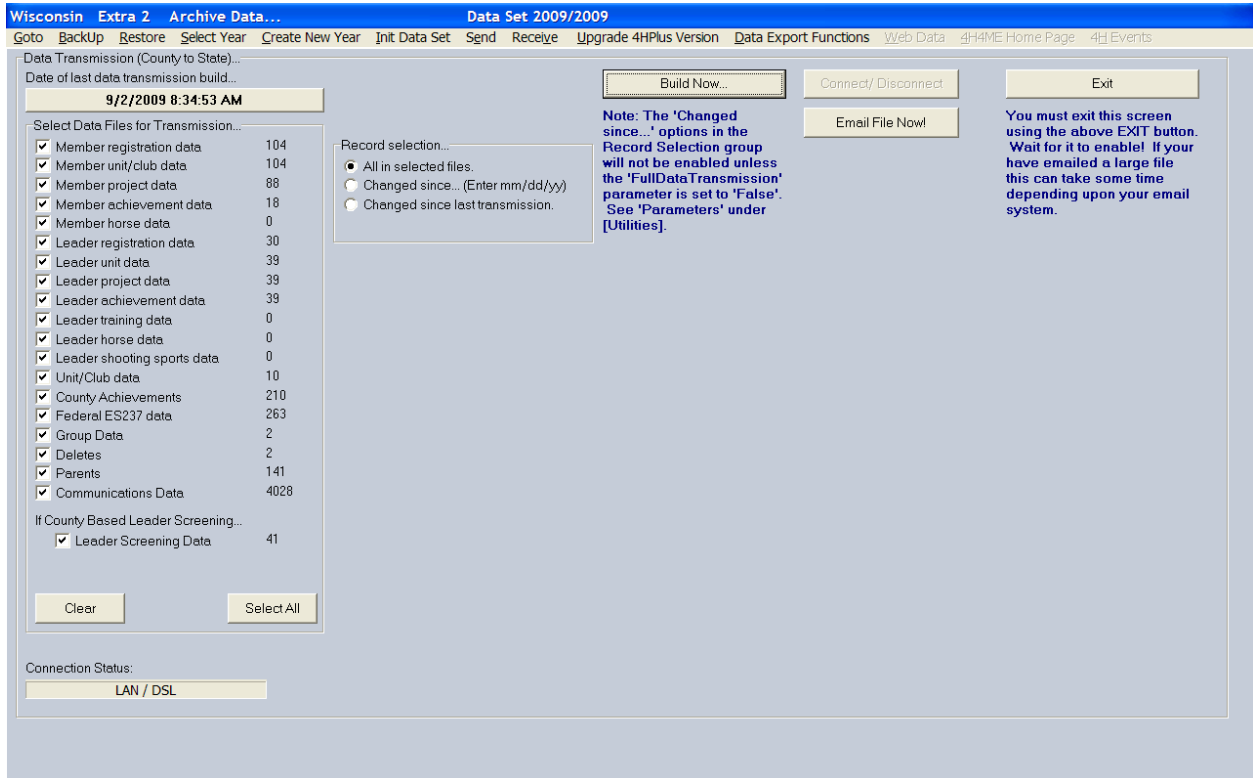 Wisconsin Extra 2 Archive Data... Data Set 2009/2009
Goto BackUp Restore Select Year Create New Year Init Data Set Send Receive Upgrade 4HPlus Version Data Export Functions Web Data 4H4ME Home Page 4H Events
Data Transmission (County to State)...
Date of last data transmission build...
9/2/2009 8:34:53 AM
Select Data Files for Transmission...
Member registration data 104
Member unit/club data 104
Member project data 88
Member achievement data 18
Member horse data 0
Leader registration data 30
Leader unit data 39
Leader project data 39
Leader achievement data 39
Leader training data 0
Leader horse data 0
Leader shooting sports data 0
Unit/Club data 10
County Achievements 210
Federal ES237 data 263
Group Data 2
Deletes 2
Parents 141
Communications Data 4028
If County Based Leader Screening...
Leader Screening Data 41
Clear Select All
Connection Status:
LAN / DSL
Record selection...
All in selected files.
Changed since... (Enter mm/dd/yy)
Changed since last transmission.
Build Now...
Note: The 'Changed
since...' options in the
Record Selection group
will not be enabled unless
the 'FullDataTransmission'
parameter is set to 'False'.
See 'Parameters' under
[Utilities].
Connect/ Disconnect
Email File Now!
Exit
You must exit this screen
using the above EXIT button.
Wait for it to enable! If your
have emailed a large file
this can take some time
depending upon your email
system.